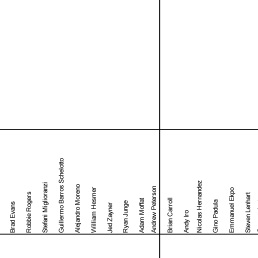 Brad Evans
Robbie Rogers
Stefani Miglioranzi
Guillermo Barros Schelotto
Alejandro Moreno
William Hesmer
Jed Zayner
Ryan Junge
Adam Moffat
Andrew Peterson
Brian Carroll
Andy Iro
Nicolas Hernandez
Gino Padula
Emmanuel Ekpo
Steven Lenhart